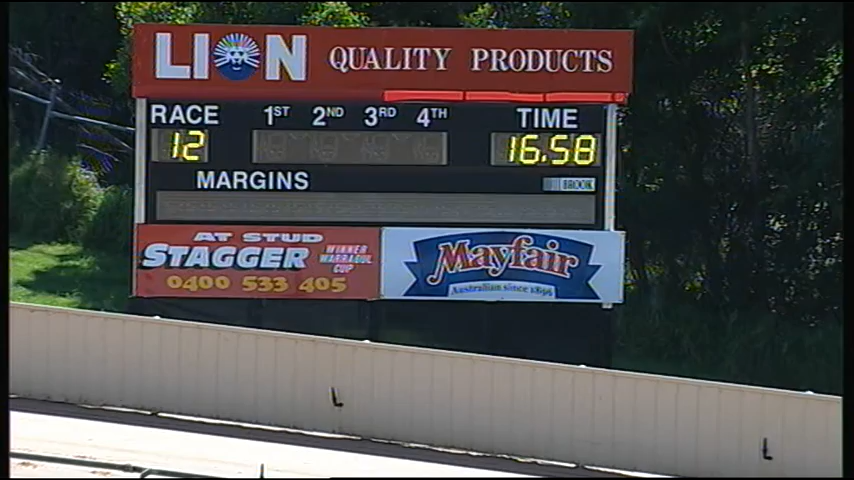 LION QUALITY PRODUCTS
RACE 1ST 2ND 3RD 4TH TIME
12 16.58
MARGINS BROOK
AT STUD
STAGGER
WINNER
WARRAGUL
CUP
0400 533 405
Mayfair
Australian since 1896